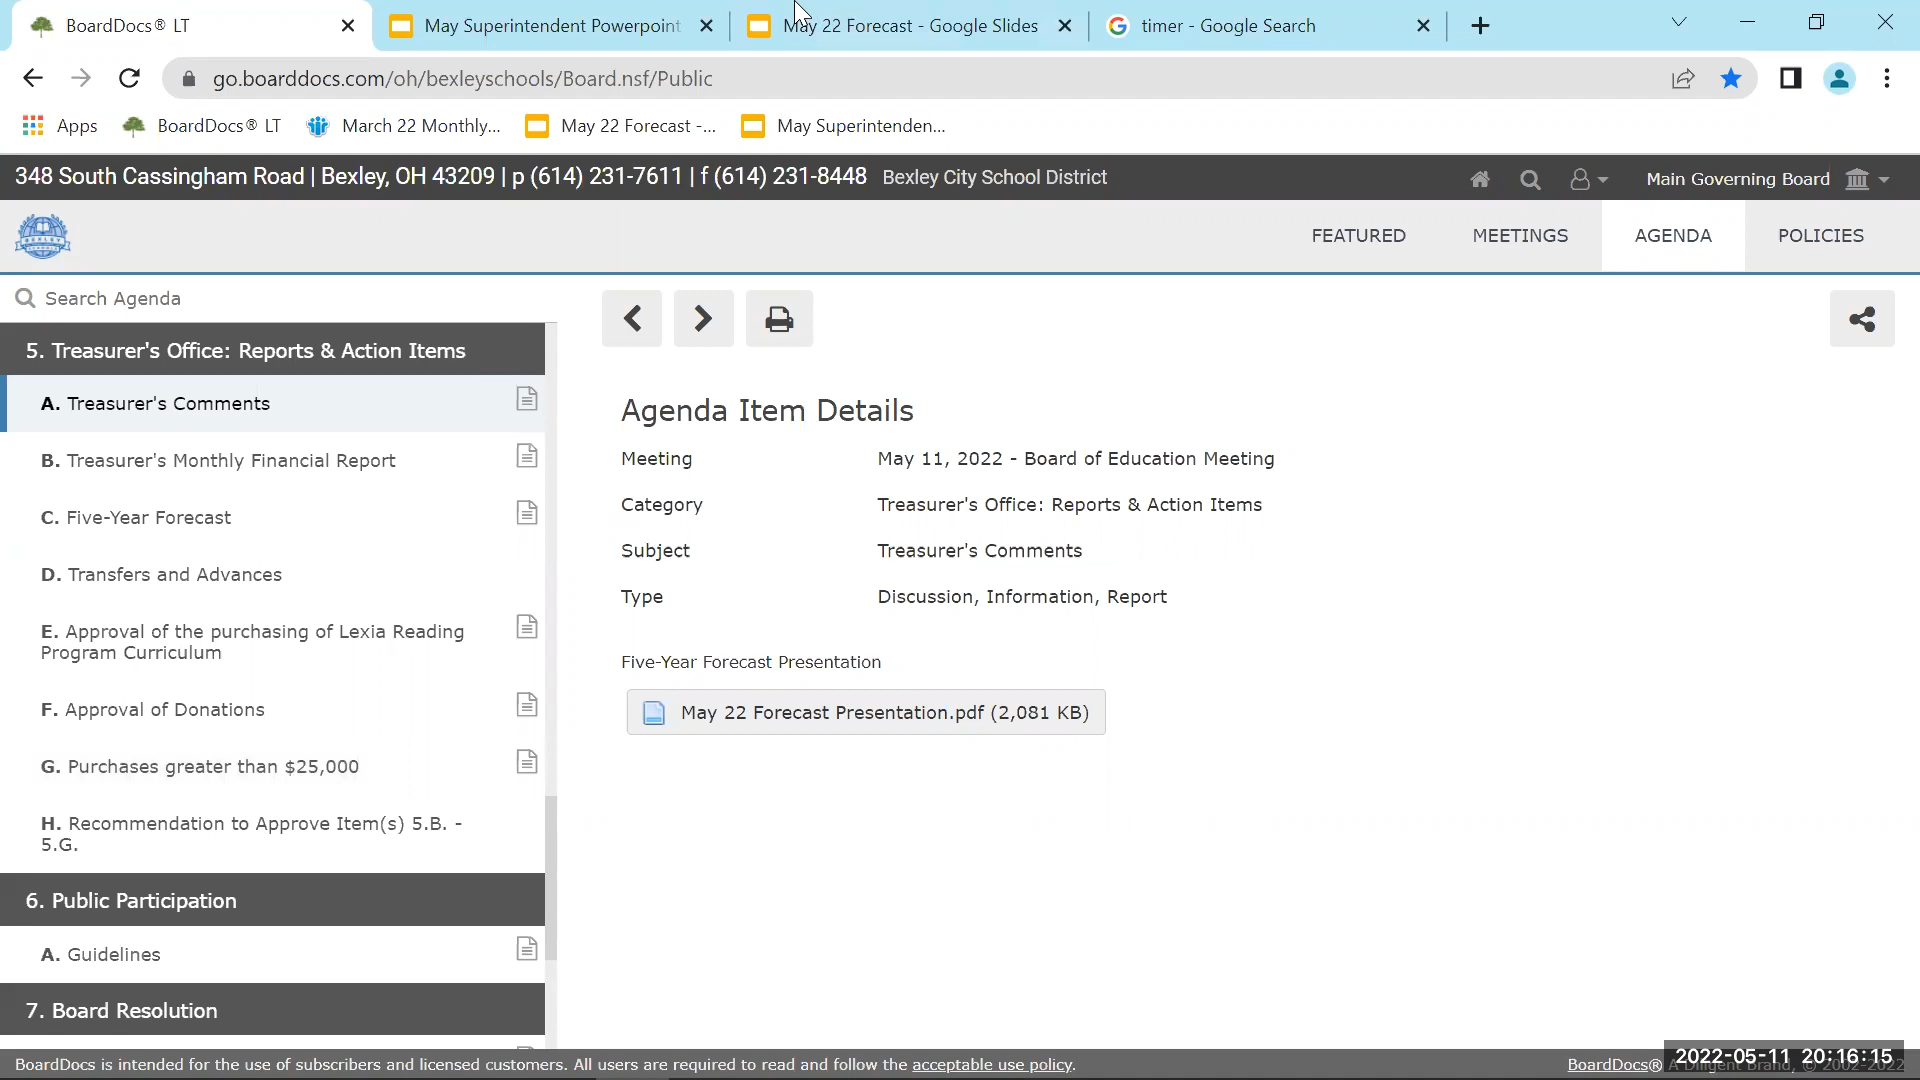 BoardDocs® LT
May Superintendent Powerpoint
May 22 Forecast - Google Slides
timer - Google Search
go.boarddocs.com/oh/bexleyschools/Board.nsf/Public
Apps
BoardDocs® LT
March 22 Monthly...
May 22 Forecast -...
May Superintenden...
348 South Cassingham Road | Bexley, OH 43209 | p (614) 231-7611 | f (614) 231-8448 Bexley City School District
Main Governing Board
BEXLEY
SCHOOLS
FEATURED
MEETINGS
AGENDA
POLICIES
Search Agenda
5. Treasurer's Office: Reports & Action Items
A. Treasurer's Comments
B. Treasurer's Monthly Financial Report
C. Five-Year Forecast
D. Transfers and Advances
E. Approval of the purchasing of Lexia Reading
Program Curriculum
F. Approval of Donations
G. Purchases greater than $25,000
H. Recommendation to Approve Item(s) 5.B. -
5.G.
6. Public Participation
A. Guidelines
7. Board Resolution
Agenda Item Details
Meeting May 11, 2022 - Board of Education Meeting
Category Treasurer's Office: Reports & Action Items
Subject Treasurer's Comments
Type Discussion, Information, Report
Five-Year Forecast Presentation
May 22 Forecast Presentation.pdf (2,081 KB)
BoardDocs is intended for the use of subscribers and licensed customers. All users are required to read and follow the acceptable use policy.
BoardDocs® A Diligent Brand, © 2002-2022
2022-05-11 20:16:15